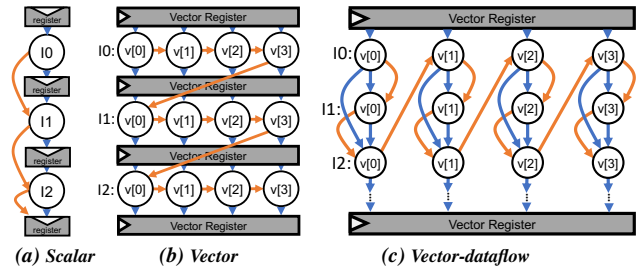 register
I0
register
I1
register
I2
register
(a) Scalar
Vector Register
I0: v[0] v[1] v[2] v[3]
Vector Register
I1: v[0] v[1] v[2] v[3]
Vector Register
I2: v[0] v[1] v[2] v[3]
Vector Register
(b) Vector
Vector Register
I0: v[0] v[1] v[2] v[3]
I1: v[0] v[1] v[2] v[3]
I2: v[0] v[1] v[2] v[3]
Vector Register
(c) Vector-dataflow